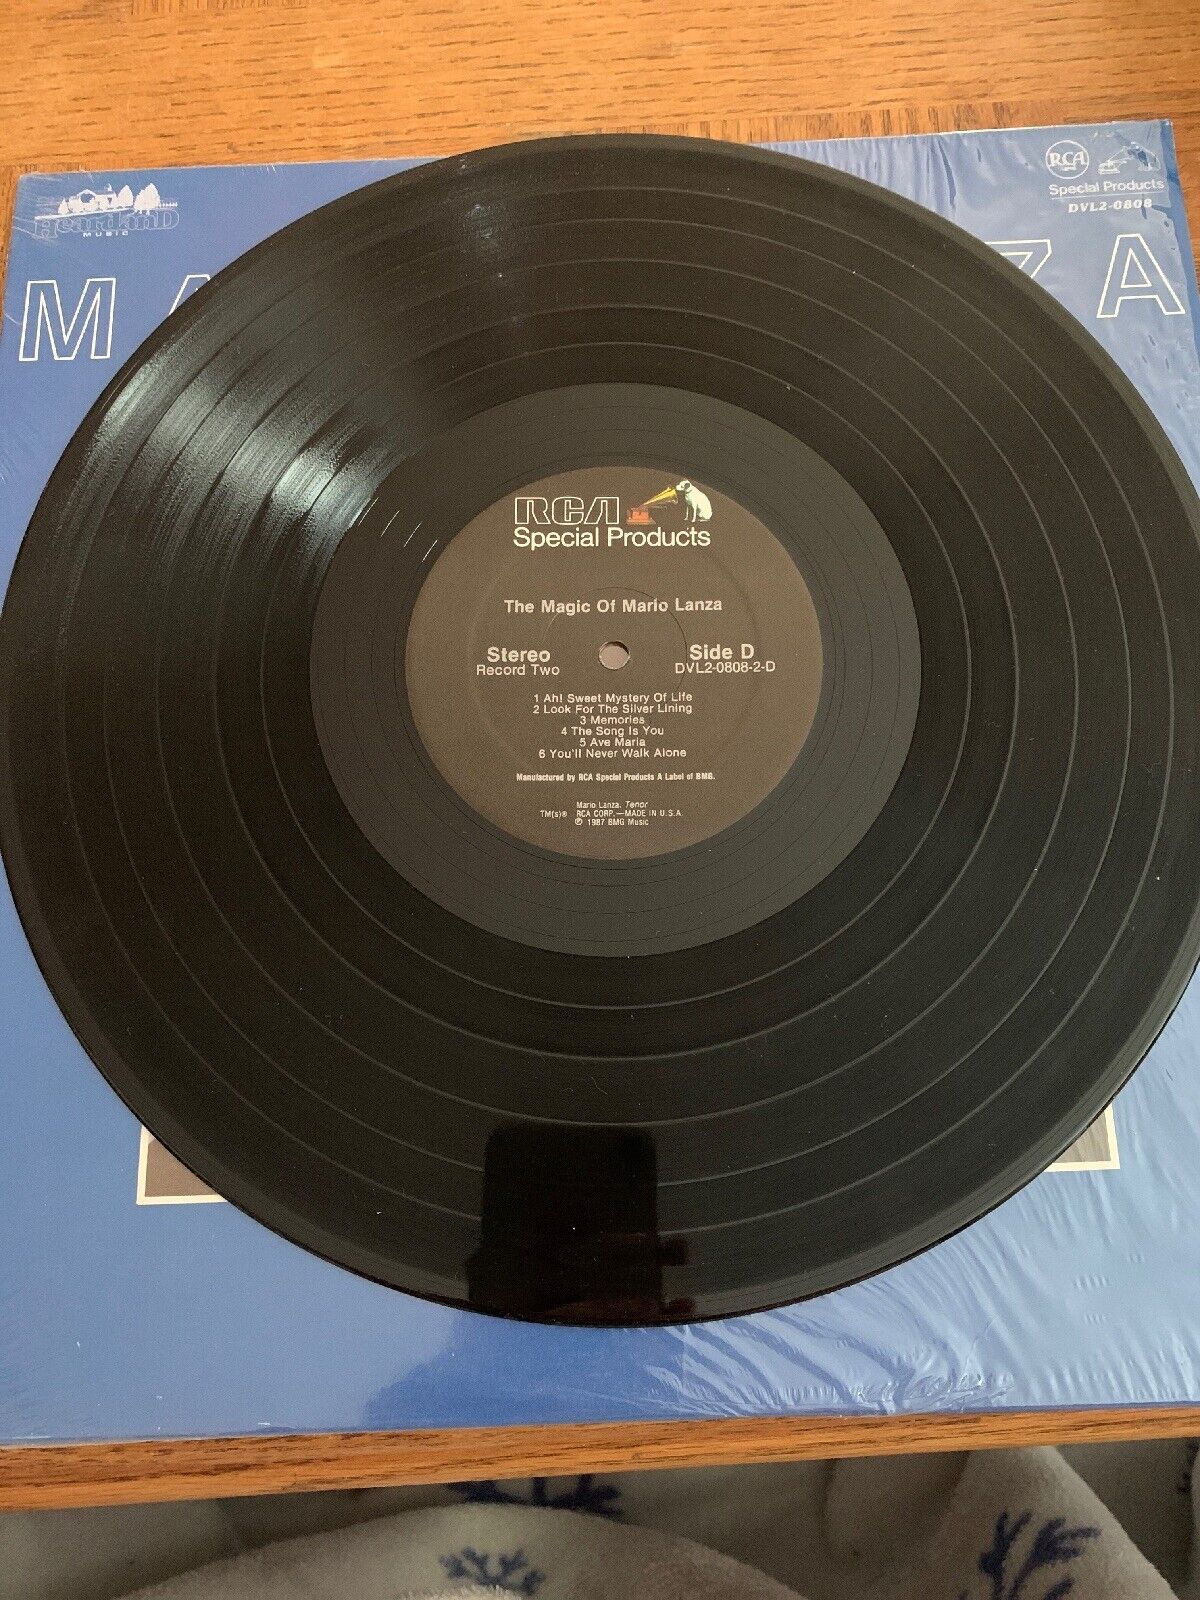 HeartlanD
MUSIC
RCA
Special Products
DVL2-0808
MA ZA
RCA
Special Products
The Magic Of Mario Lanza
Stereo
Record Two
Side D
DVL2-0808-2-D
1 Ah! Sweet Mystery Of Life
2 Look For The Silver Lining
3 Memories
4 The Song Is You
5 Ave Maria
6 You'll Never Walk Alone
Manufactured by RCA Special Products A Label of BMG.
Mario Lanza, Tenor
TM(s)® RCA CORP.—MADE IN U.S.A.
℗ 1987 BMG Music